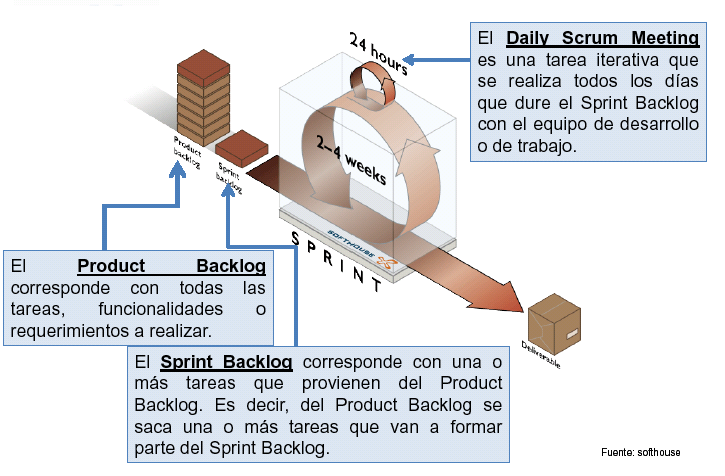 24 hours
El Daily Scrum Meeting
es una tarea iterativa que
se realiza todos los días
que dure el Sprint Backlog
con el equipo de desarrollo
o de trabajo.
2–4 weeks
Product
backlog
Sprint
backlog
SOFTHOUSE
SPRINT
El Product Backlog
corresponde con todas las
tareas, funcionalidades o
requerimientos a realizar.
Deliverable
El Sprint Backlog corresponde con una o
más tareas que provienen del Product
Backlog. Es decir, del Product Backlog se
saca una o más tareas que van a formar
parte del Sprint Backlog.
Fuente: softhouse